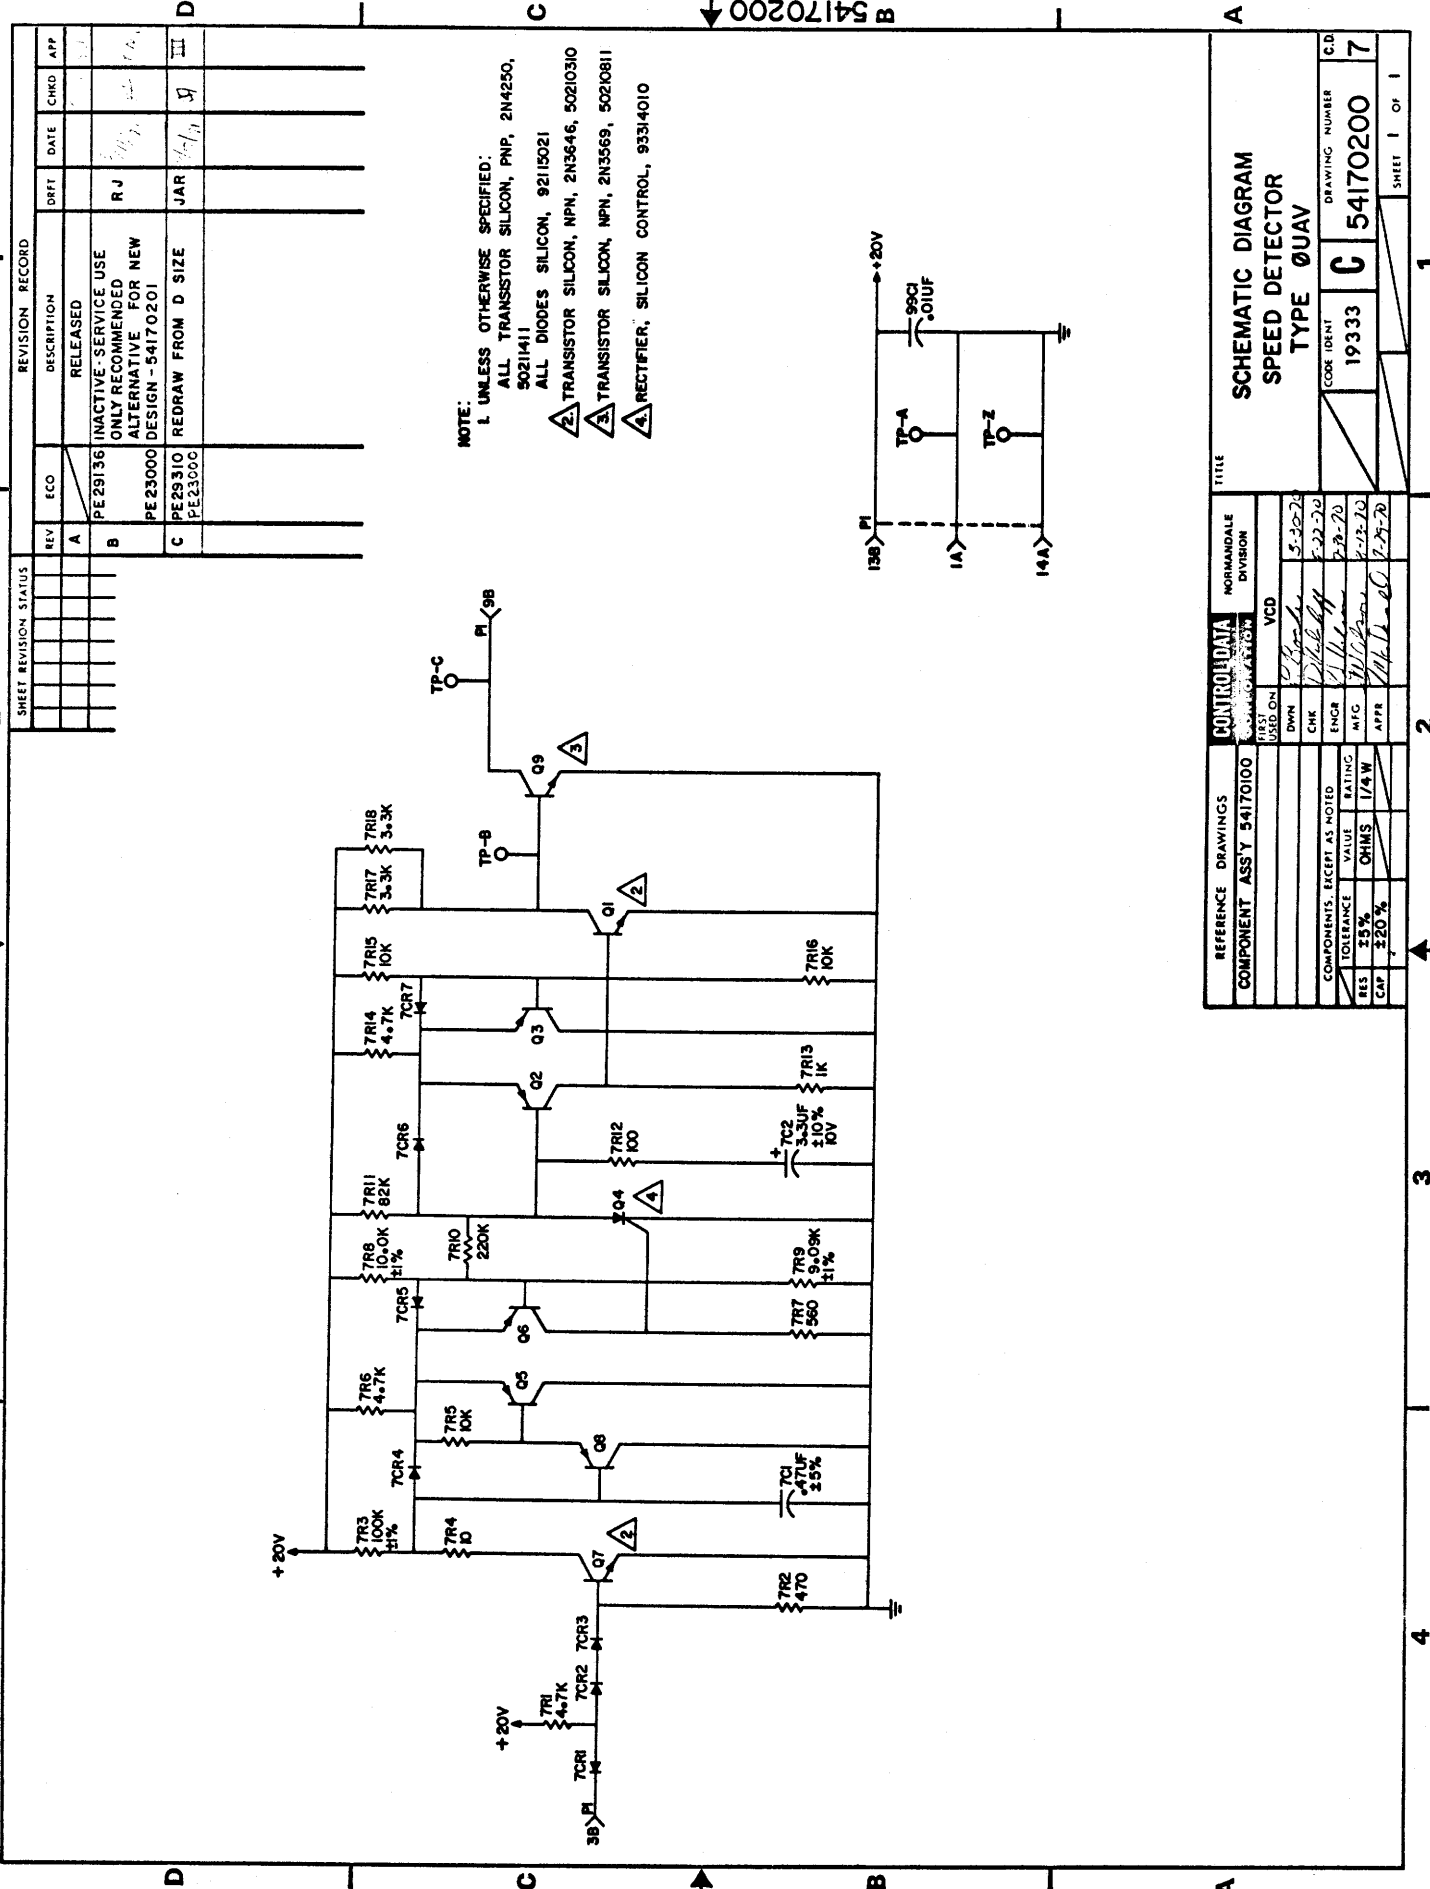 SHEET REVISION STATUS
REVISION RECORD
REV ECO DESCRIPTION DRFT DATE CHKD APP
A RELEASED
B PE29136 INACTIVE-SERVICE USE
ONLY RECOMMENDED RJ
ALTERNATIVE FOR NEW
PE23000 DESIGN-54170201
C PE29310 REDRAW FROM D SIZE JAR
PE23000
NOTE:
1. UNLESS OTHERWISE SPECIFIED:
ALL TRANSISTOR SILICON, PNP, 2N4250,
50211411
ALL DIODES SILICON, 92115021
2. TRANSISTOR SILICON, NPN, 2N3646, 50210310
3. TRANSISTOR SILICON, NPN, 2N3569, 50210811
4. RECTIFIER, SILICON CONTROL, 93314010
+20V
7R3
100K
±1%
7R4
10
7CR4
7R6
4.7K
7R5
10K
7CR5
7R8
10.0K
±1%
7R10
220K
7R11
82K
7CR6
7R14
4.7K
7CR7
7R15
10K
7R17
3.3K
7R18
3.3K
TP-B
TP-C
P1
9B
Q9
3
Q1
2
Q3
Q2
Q6
Q5
Q8
Q7
2
Q4
4
7R12
100
+
7C2
3.3UF
±10%
10V
7R13
1K
7R16
10K
7R9
9.09K
±1%
7R7
560
7C1
.47UF
±5%
7R2
470
3B
P1
7CR1
+20V
7R1
4.7K
7CR2
7CR3
13B
P1
+20V
99C1
.01UF
TP-A
1A
TP-Z
14A
REFERENCE DRAWINGS
COMPONENT ASS'Y 54170100
COMPONENTS, EXCEPT AS NOTED
TOLERANCE VALUE RATING
RES ±5% OHMS 1/4 W
CAP ±20%
CONTROL DATA
CORPORATION
NORMANDALE
DIVISION
FIRST
USED ON VCD
DWN
CHK
ENGR
MFG
APPR
TITLE
SCHEMATIC DIAGRAM
SPEED DETECTOR
TYPE ØUAV
CODE IDENT
19333
C
DRAWING NUMBER
54170200
C.D.
7
SHEET 1 OF 1
54170200
D
C
B
A
D
C
B
A
4
3
2
1